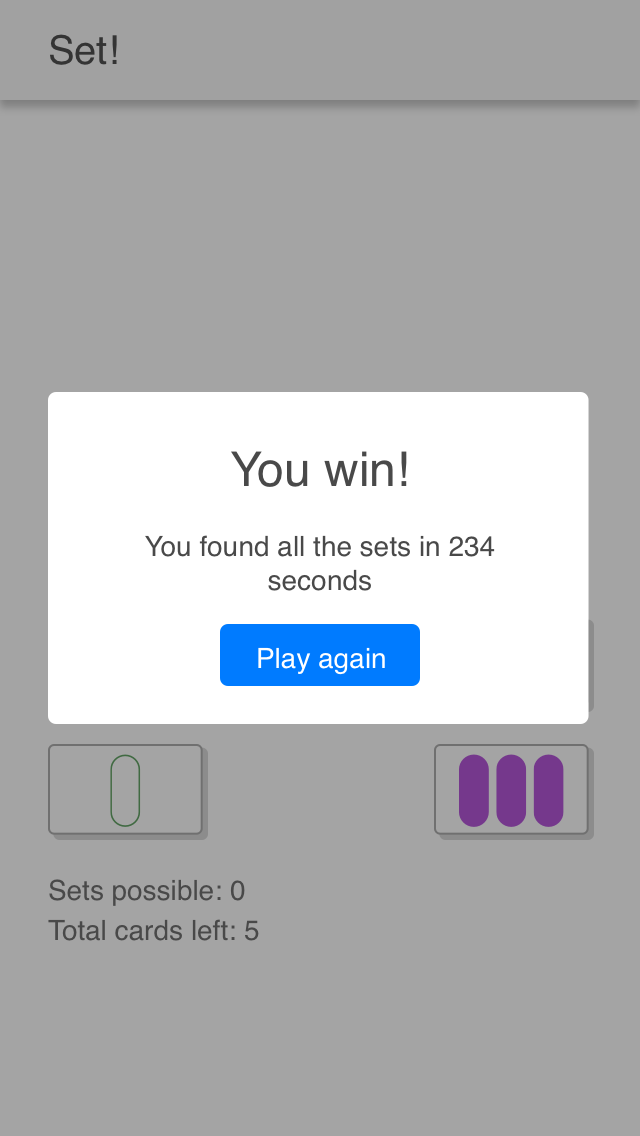 Set!
You win!
You found all the sets in 234
seconds
Play again
Sets possible: 0
Total cards left: 5